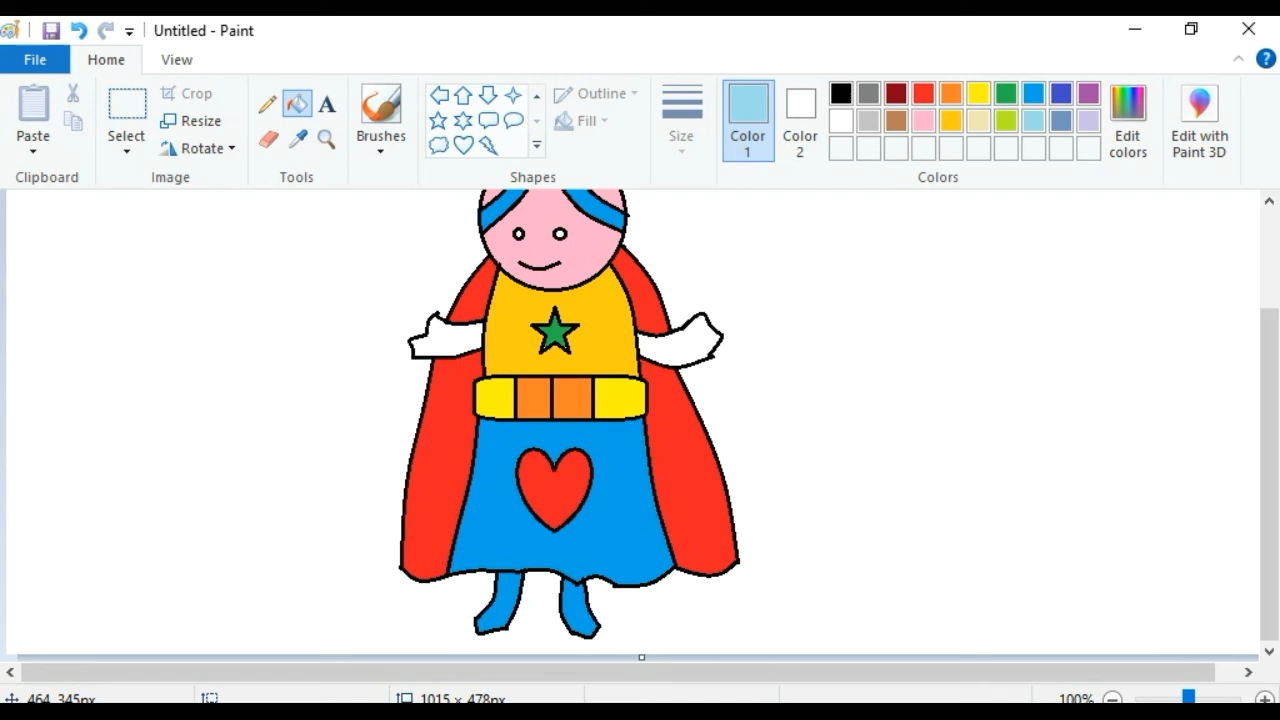 Untitled - Paint
File Home View
Paste
Clipboard
Select
Crop
Resize
Rotate
Image
A
Tools
Brushes
Outline
Fill
Shapes
Size
Color 1
Color 2
Edit colors
Colors
Edit with Paint 3D
?
464, 345px
1015 × 478px
100%